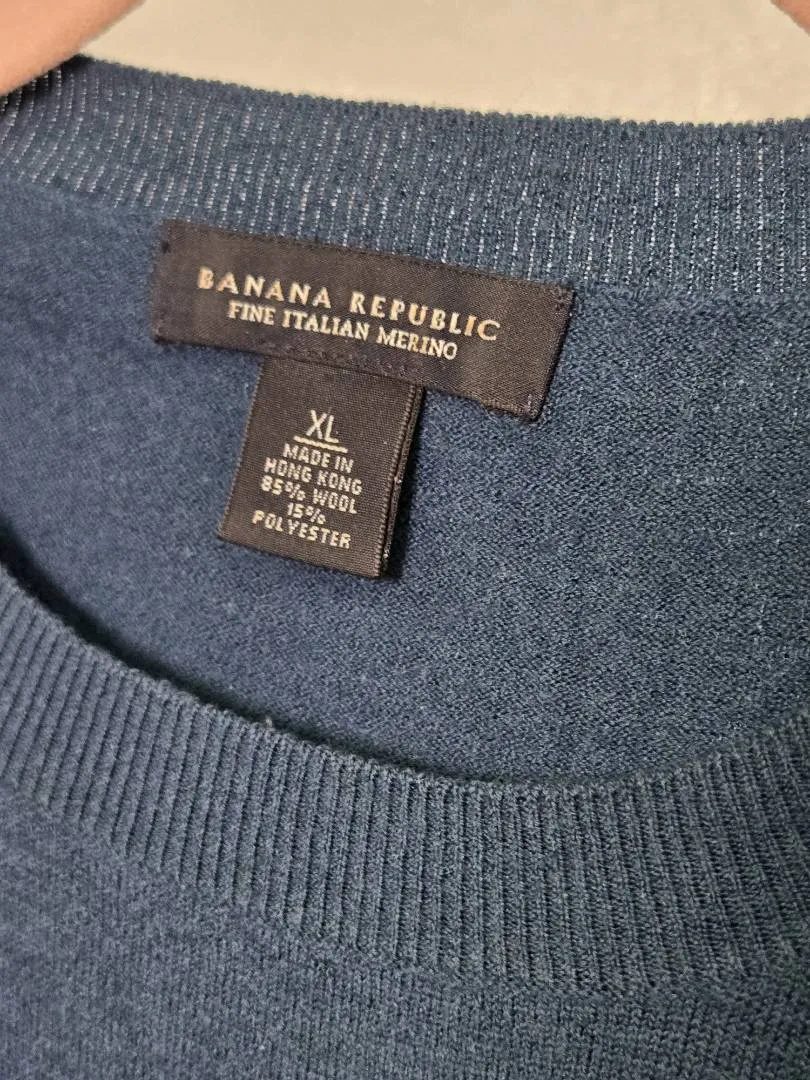 BANANA REPUBLIC
FINE ITALIAN MERINO
XL
MADE IN
HONG KONG
85% WOOL
15%
POLYESTER